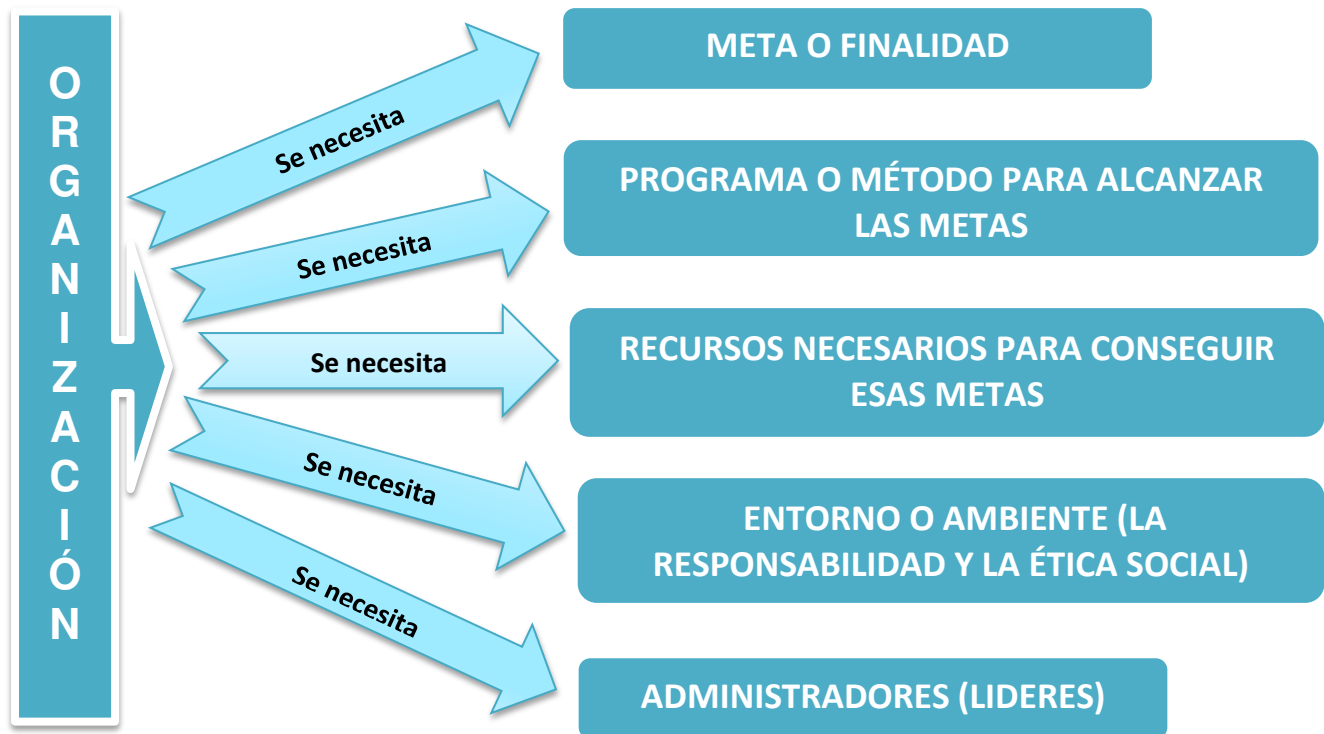 ORGANIZACIÓN
Se necesita
META O FINALIDAD
Se necesita
PROGRAMA O MÉTODO PARA ALCANZAR
LAS METAS
Se necesita
RECURSOS NECESARIOS PARA CONSEGUIR
ESAS METAS
Se necesita
ENTORNO O AMBIENTE (LA
RESPONSABILIDAD Y LA ÉTICA SOCIAL)
Se necesita
ADMINISTRADORES (LIDERES)